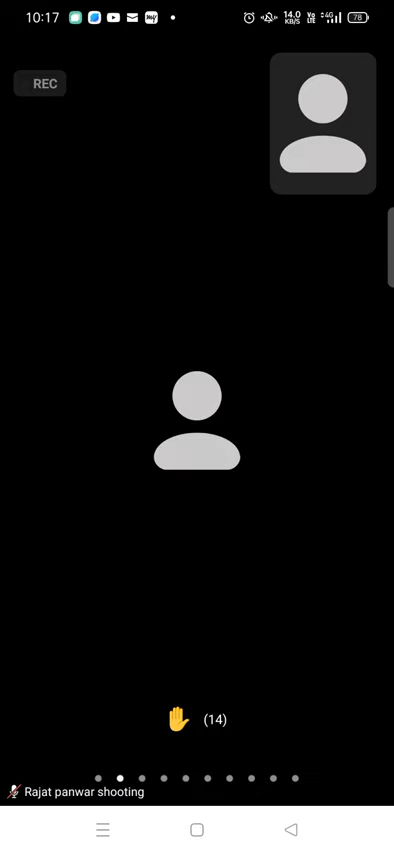 10:17
14.0
KB/S
Vo
LTE
4G
78
REC
(14)
Rajat panwar shooting